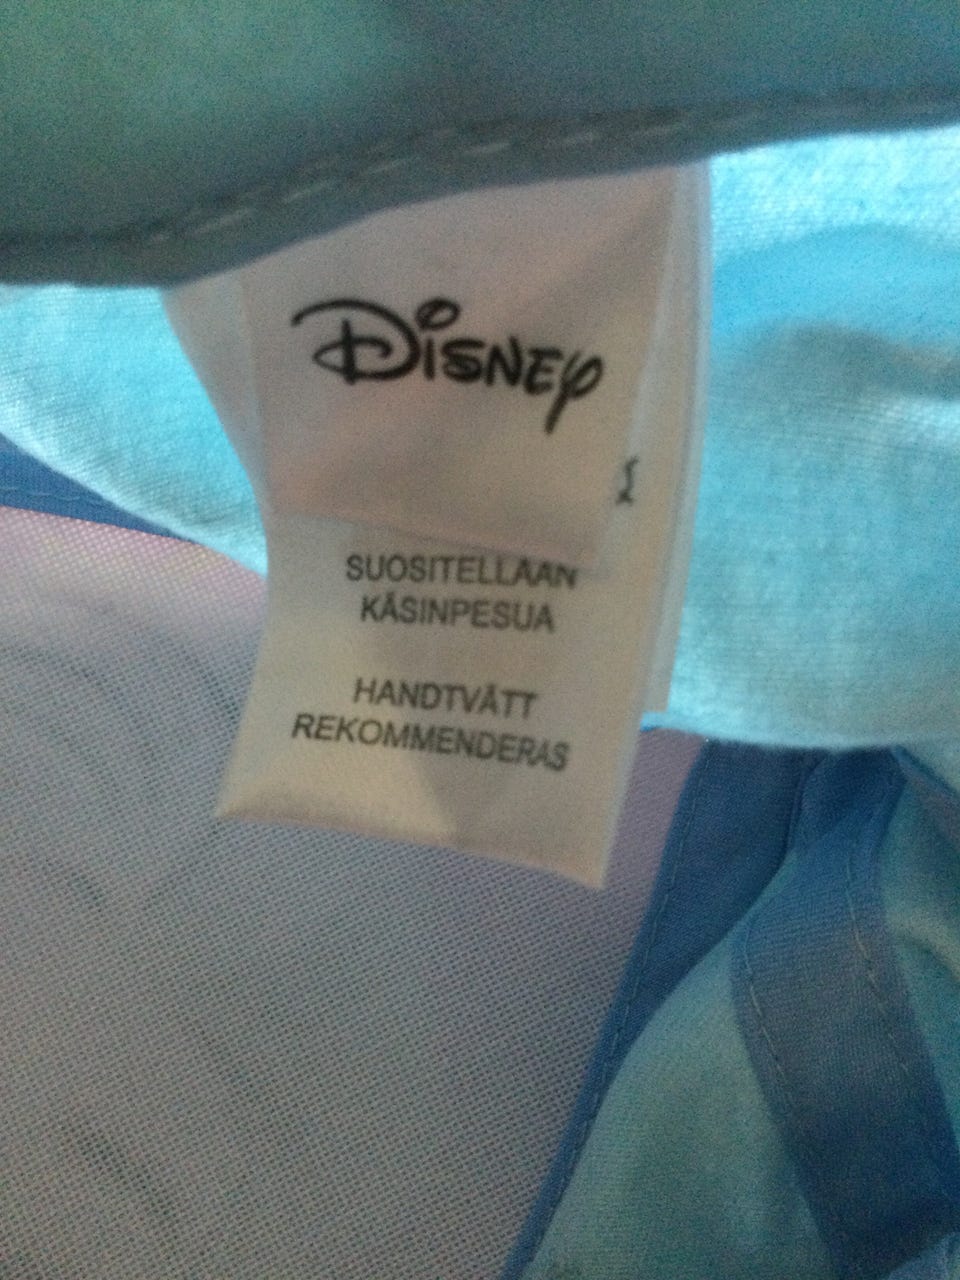 Disney
SUOSITELLAAN
KÄSINPESUA
HANDTVÄTT
REKOMMENDERAS